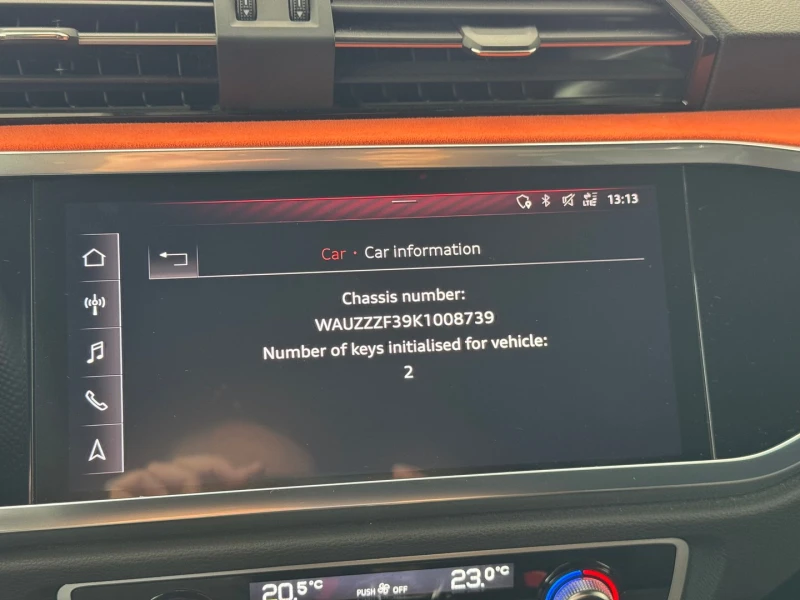 LTE 13:13
Car · Car information
Chassis number:
WAUZZZF39K1008739
Number of keys initialised for vehicle:
2
20.5°C PUSH OFF 23.0°C